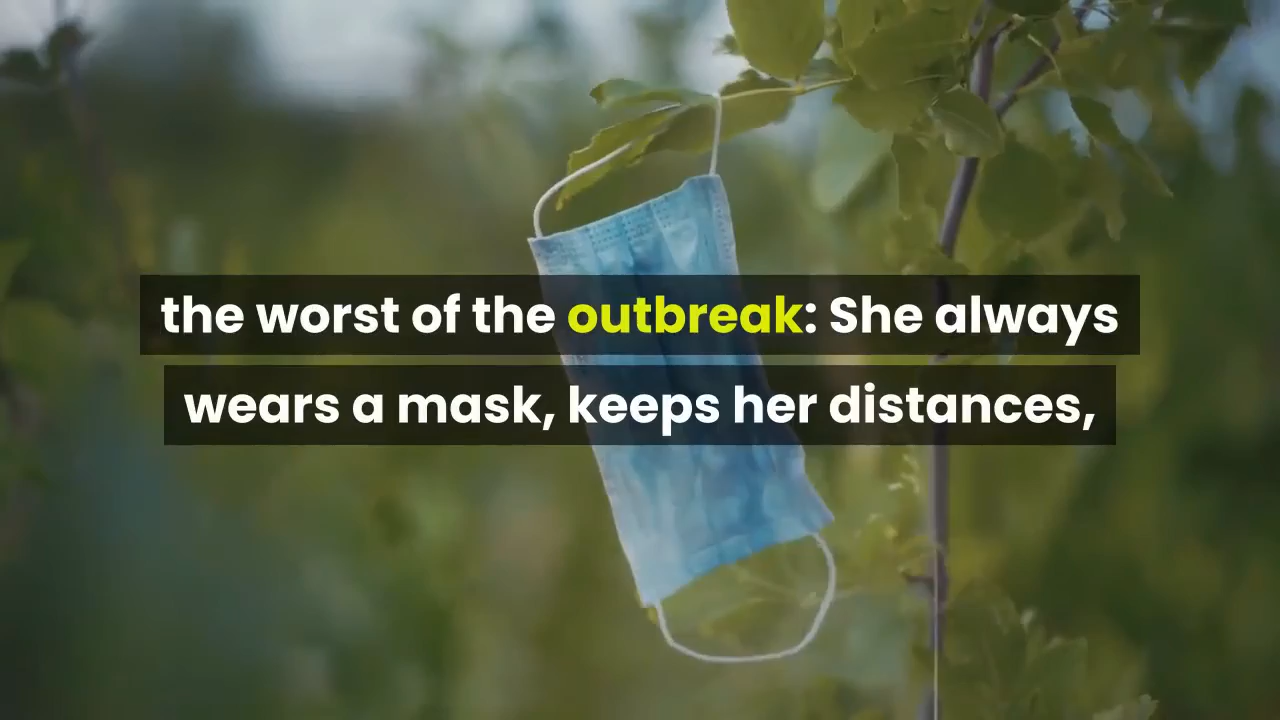 the worst of the outbreak: She always
wears a mask, keeps her distances,